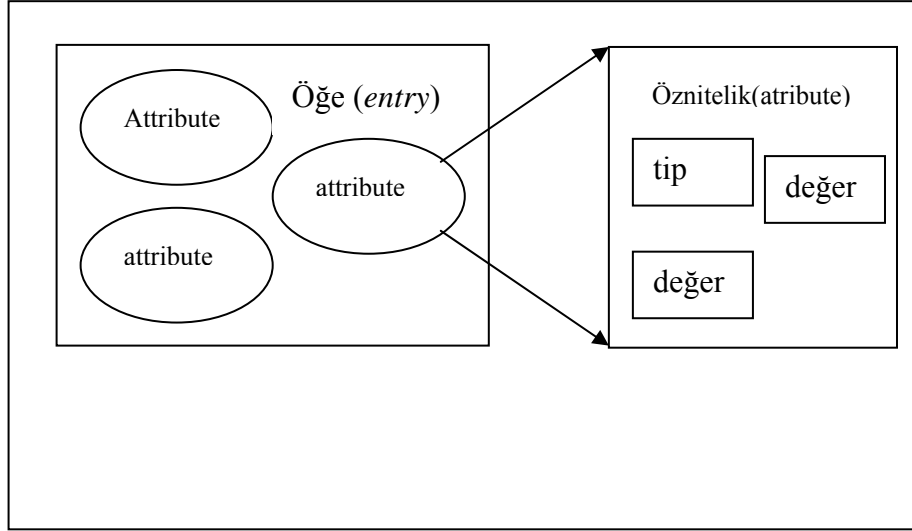 Öğe (entry)
Attribute
attribute
attribute
Öznitelik(atribute)
tip
değer
değer